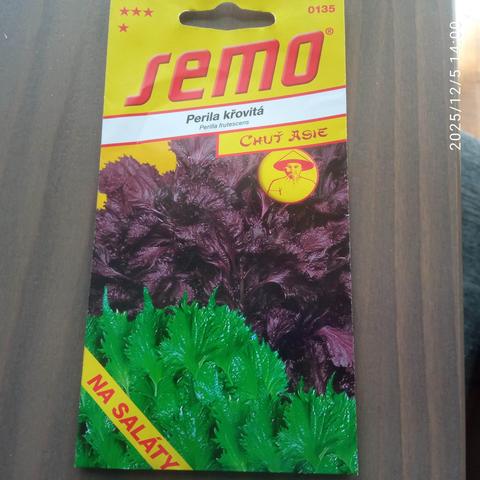 0135
semo®
Perila křovitá
Perilla frutescens
CHUŤ ASIE
NA SALÁTY
2025/12/5 14:00